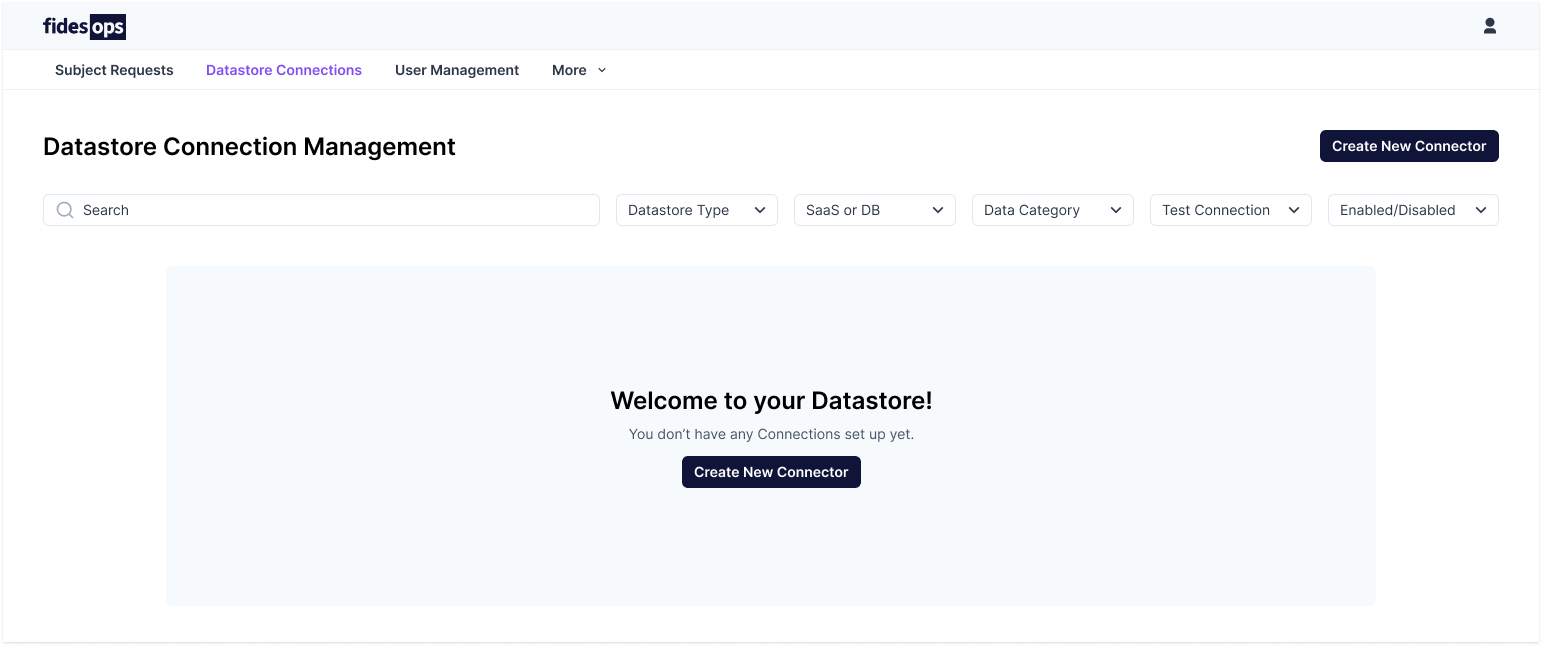 fidesops
Subject Requests Datastore Connections User Management More
Datastore Connection Management Create New Connector
Search Datastore Type SaaS or DB Data Category Test Connection Enabled/Disabled
Welcome to your Datastore!
You don’t have any Connections set up yet.
Create New Connector